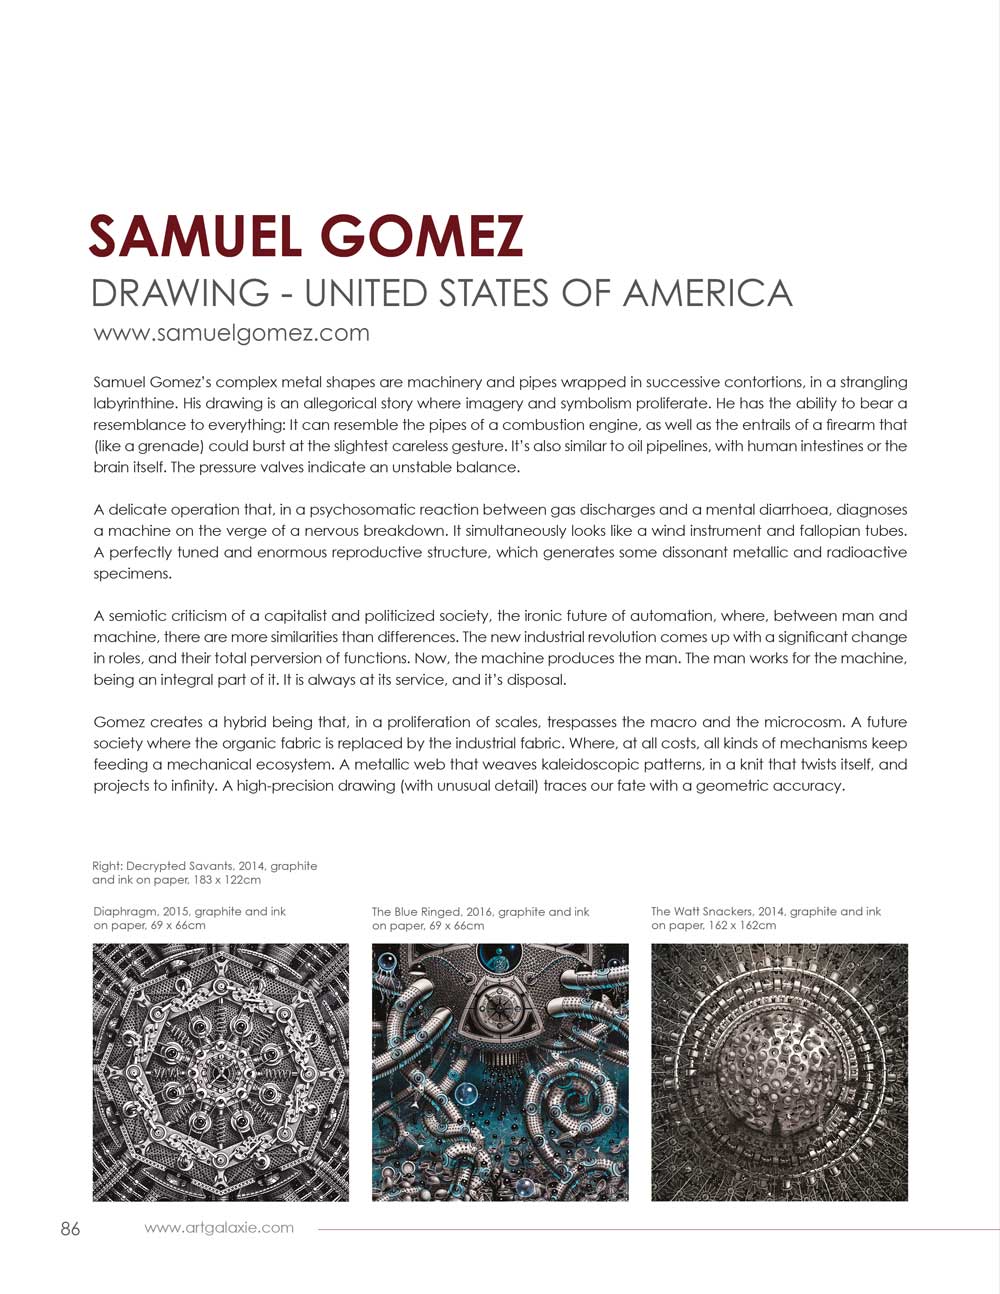 SAMUEL GOMEZ
DRAWING - UNITED STATES OF AMERICA
www.samuelgomez.com
Samuel Gomez’s complex metal shapes are machinery and pipes wrapped in successive contortions, in a strangling
labyrinthine. His drawing is an allegorical story where imagery and symbolism proliferate. He has the ability to bear a
resemblance to everything: It can resemble the pipes of a combustion engine, as well as the entrails of a firearm that
(like a grenade) could burst at the slightest careless gesture. It’s also similar to oil pipelines, with human intestines or the
brain itself. The pressure valves indicate an unstable balance.
A delicate operation that, in a psychosomatic reaction between gas discharges and a mental diarrhoea, diagnoses
a machine on the verge of a nervous breakdown. It simultaneously looks like a wind instrument and fallopian tubes.
A perfectly tuned and enormous reproductive structure, which generates some dissonant metallic and radioactive
specimens.
A semiotic criticism of a capitalist and politicized society, the ironic future of automation, where, between man and
machine, there are more similarities than differences. The new industrial revolution comes up with a significant change
in roles, and their total perversion of functions. Now, the machine produces the man. The man works for the machine,
being an integral part of it. It is always at its service, and it’s disposal.
Gomez creates a hybrid being that, in a proliferation of scales, trespasses the macro and the microcosm. A future
society where the organic fabric is replaced by the industrial fabric. Where, at all costs, all kinds of mechanisms keep
feeding a mechanical ecosystem. A metallic web that weaves kaleidoscopic patterns, in a knit that twists itself, and
projects to infinity. A high-precision drawing (with unusual detail) traces our fate with a geometric accuracy.
Right: Decrypted Savants, 2014, graphite
and ink on paper, 183 x 122cm
Diaphragm, 2015, graphite and ink
on paper, 69 x 66cm
The Blue Ringed, 2016, graphite and ink
on paper, 69 x 66cm
The Watt Snackers, 2014, graphite and ink
on paper, 162 x 162cm
86
www.artgalaxie.com